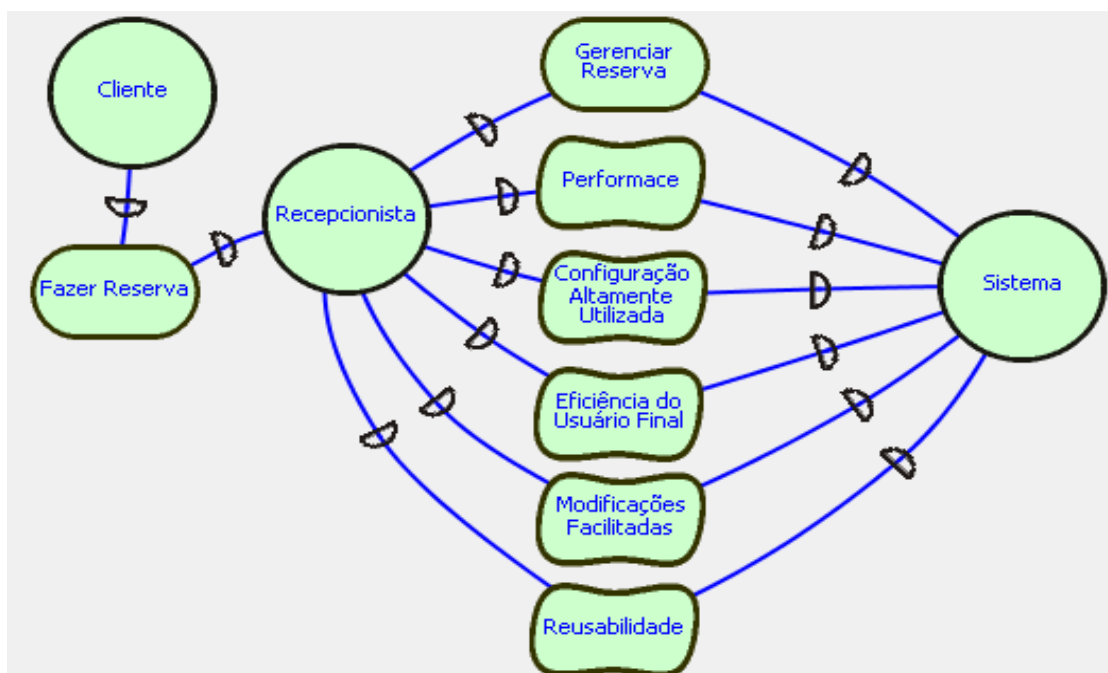 Cliente
Gerenciar
Reserva
Performace
Recepcionista
Fazer Reserva
Configuração
Altamente
Utilizada
Sistema
Eficiência do
Usuário Final
Modificações
Facilitadas
Reusabilidade